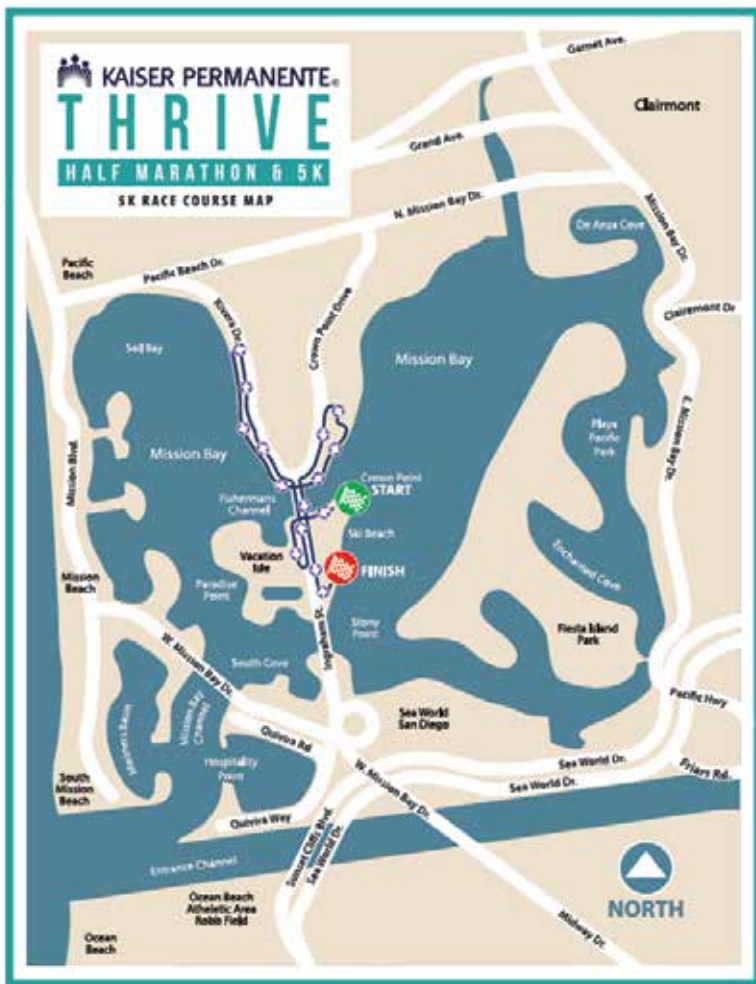 KAISER PERMANENTE®
THRIVE
HALF MARATHON & 5K
5K RACE COURSE MAP
Garnet Ave.
Clairmont
Grand Ave.
Mission Bay Dr.
N. Mission Bay Dr.
De Anza Cove
Pacific
Beach
Pacific Beach Dr.
Riviera Dr.
Crown Point Drive
Clairemont Dr
Sail Bay
Mission Bay
E. Mission Bay Dr.
Playa
Pacific
Park
Mission Blvd.
Mission Bay
Crown Point
START
Fishermans
Channel
Ski Beach
Vacation
Isle
FINISH
Enchanted Cove
Mission
Beach
Paradise
Point
Ingraham St.
Stony
Point
Fiesta Island
Park
W. Mission Bay Dr.
South Cove
Pacific Hwy
Mariners Basin
Mission Bay
Channel
Quivira Rd
Sea World
San Diego
Hospitality
Point
Sea World Dr.
Sea World Dr.
Friars Rd.
South
Mission
Beach
W. Mission Bay Dr.
Quivira Way
Sunset Cliffs Blvd.
Sea World Dr.
Entrance Channel
Ocean Beach
Atheletic Area
Robb Field
Ocean
Beach
Midway Dr.
NORTH